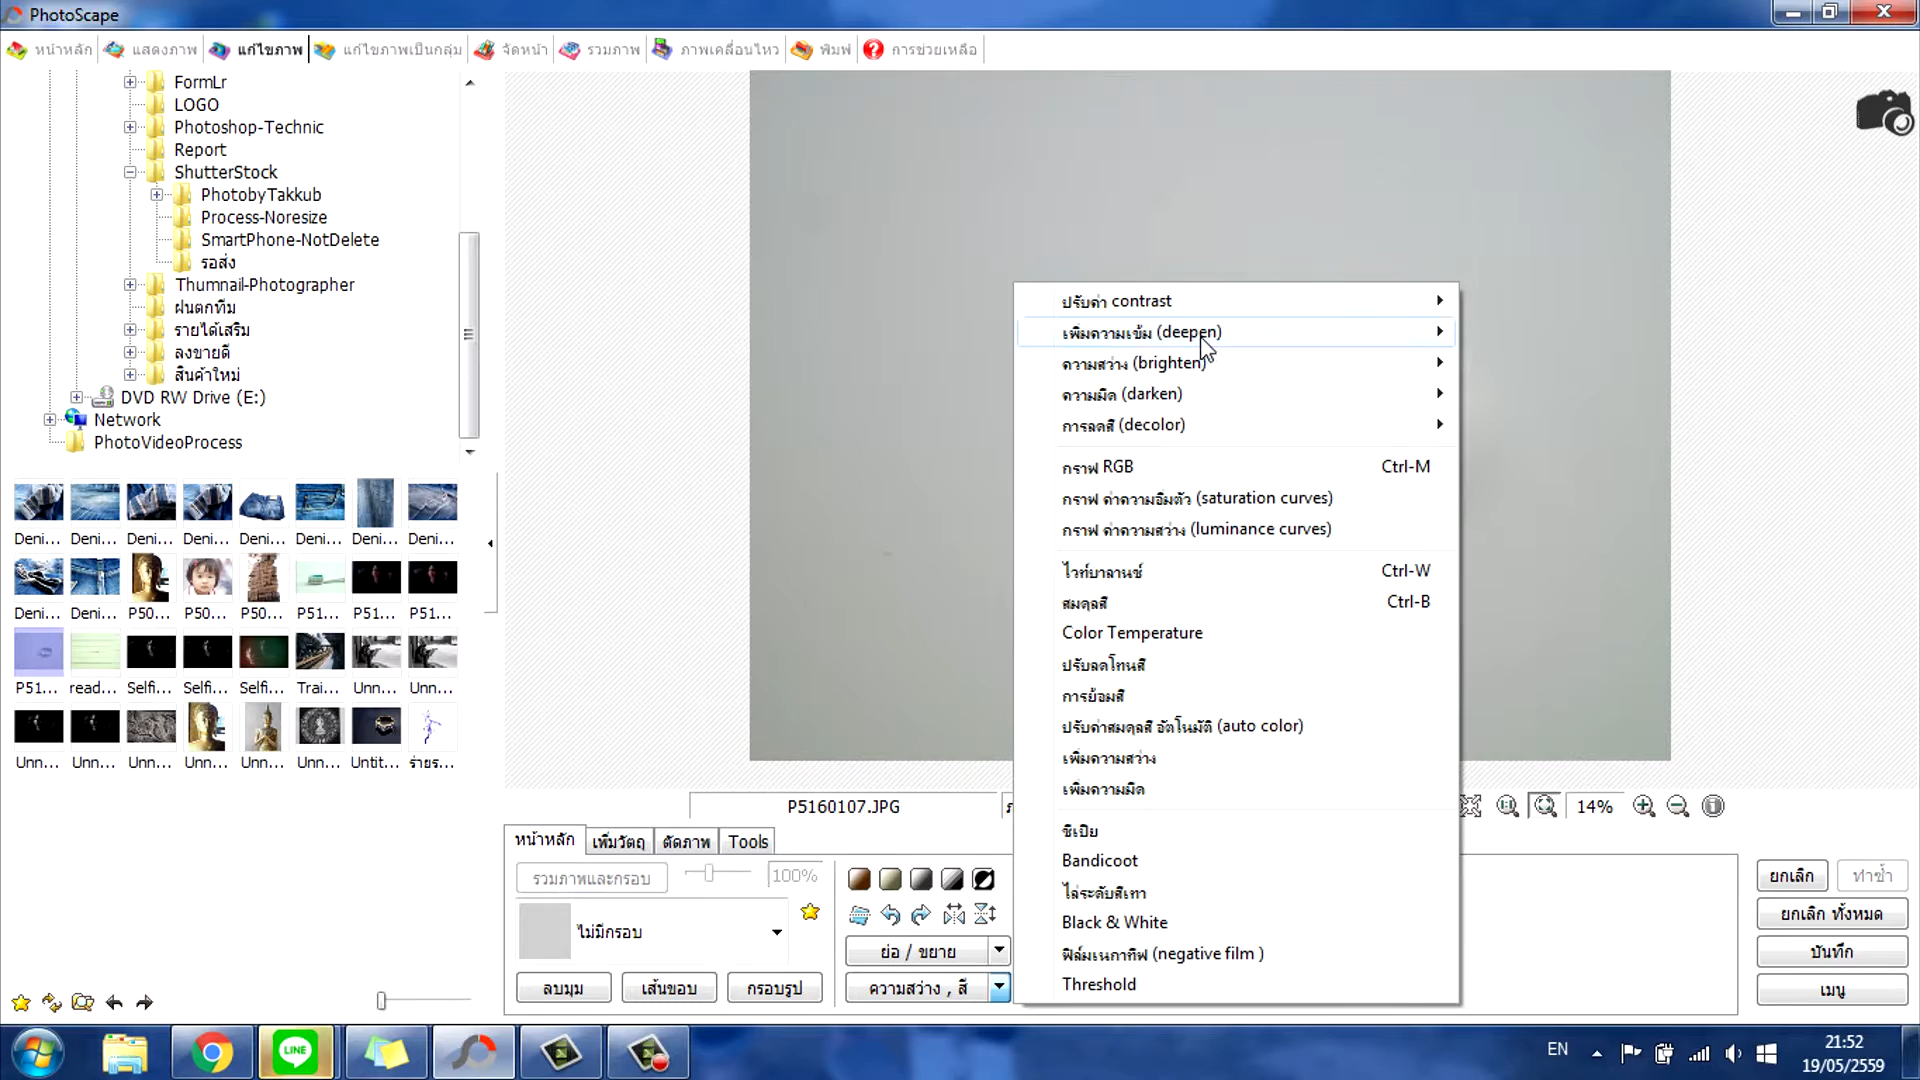 PhotoScape
หน้าหลัก
แสดงภาพ
แก้ไขภาพ
แก้ไขภาพเป็นกลุ่ม
จัดหน้า
รวมภาพ
ภาพเคลื่อนไหว
พิมพ์
การช่วยเหลือ
FormLr
LOGO
Photoshop-Technic
Report
ShutterStock
PhotobyTakkub
Process-Noresize
SmartPhone-NotDelete
รอส่ง
Thumnail-Photographer
ฝนตกทีม
รายได้เสริม
ลงขายดี
สินค้าใหม่
DVD RW Drive (E:)
Network
PhotoVideoProcess
Deni... Deni... Deni... Deni... Deni... Deni... Deni... Deni...
Deni... Deni... P50... P50... P50... P51... P51... P51...
P51... read... Selfi... Selfi... Selfi... Trai... Unn... Unn...
Unn... Unn... Unn... Unn... Unn... Unn... Untit... ร่ายร...
ปรับค่า contrast
เพิ่มความเข้ม (deepen)
ความสว่าง (brighten)
ความมืด (darken)
การลดสี (decolor)
กราฟ RGB Ctrl-M
กราฟ ค่าความอิ่มตัว (saturation curves)
กราฟ ค่าความสว่าง (luminance curves)
ไวท์บาลานซ์ Ctrl-W
สมดุลสี Ctrl-B
Color Temperature
ปรับลดโทนสี
การย้อมสี
ปรับค่าสมดุลสี อัตโนมัติ (auto color)
เพิ่มความสว่าง
เพิ่มความมืด
ซีเปีย
Bandicoot
ไล่ระดับสีเทา
Black & White
ฟิล์มเนกาทิฟ (negative film )
Threshold
P5160107.JPG
14%
หน้าหลัก เพิ่มวัตถุ ตัดภาพ Tools
รวมภาพและกรอบ 100%
ไม่มีกรอบ
ย่อ / ขยาย
ลบมุม เส้นขอบ กรอบรูป ความสว่าง , สี
ยกเลิก ทำซ้ำ
ยกเลิก ทั้งหมด
บันทึก
เมนู
LINE
EN
21:52
19/05/2559